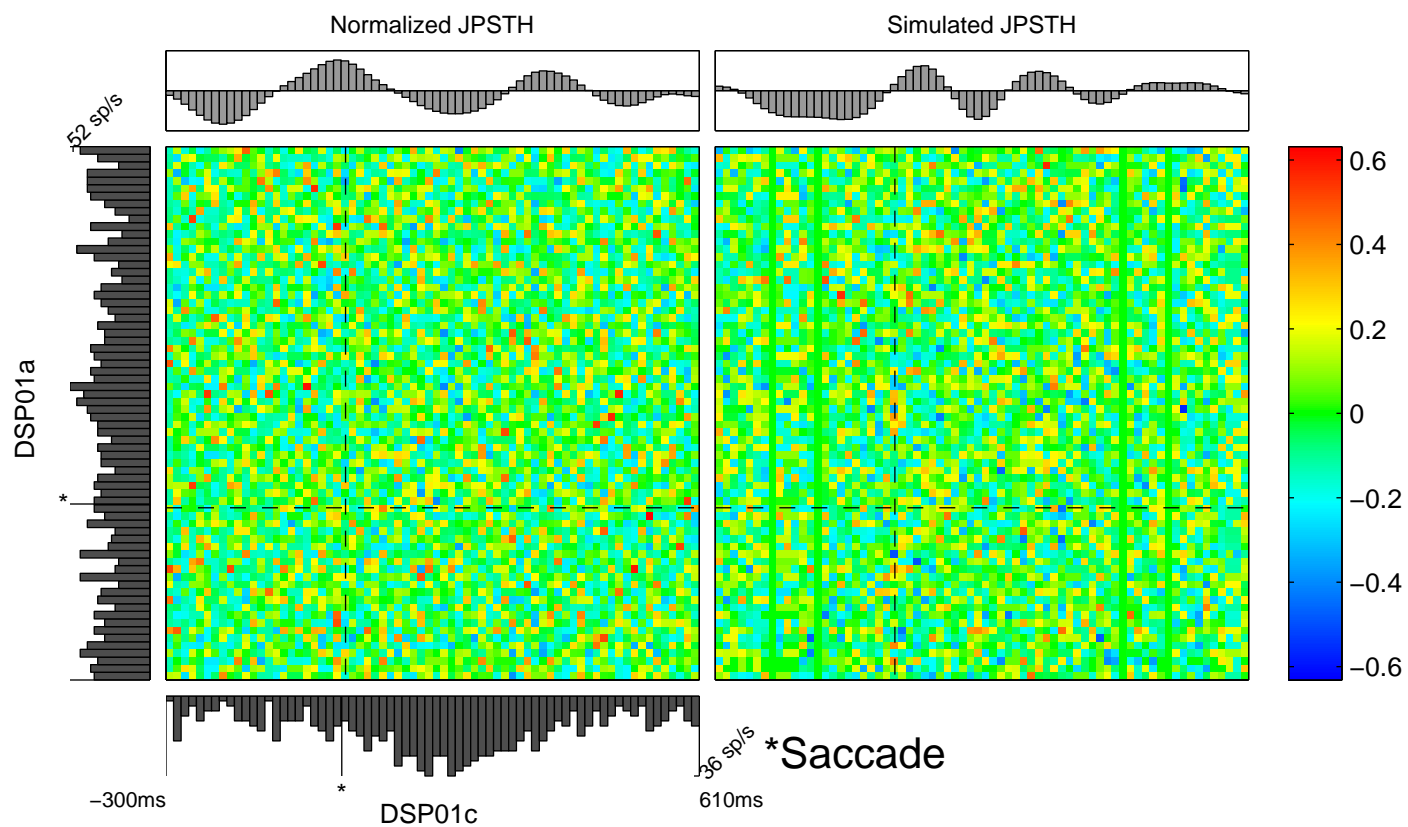 Normalized JPSTH
Simulated JPSTH
52 sp/s
DSP01a
*
0.6
0.4
0.2
0
−0.2
−0.4
−0.6
36 sp/s
*Saccade
−300ms
*
610ms
DSP01c